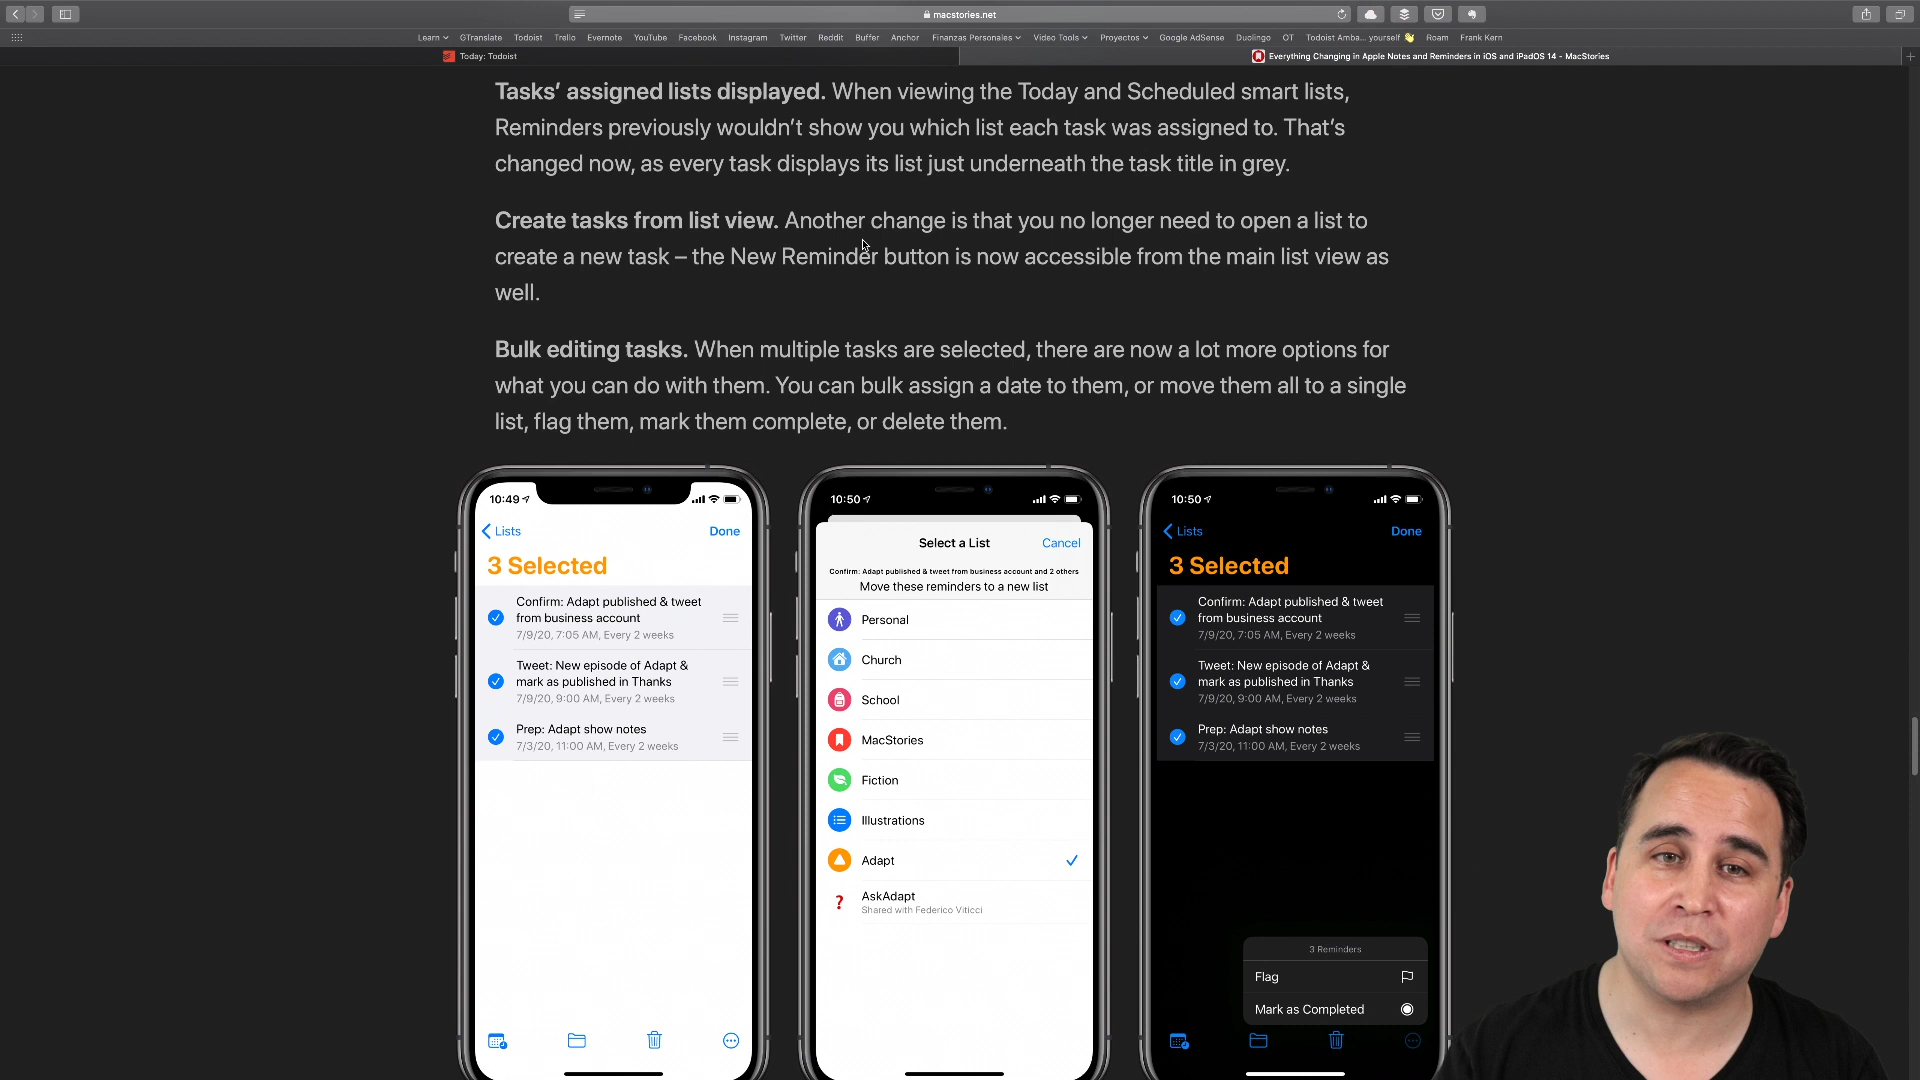 macstories.net
Learn GTranslate Todoist Trello Evernote YouTube Facebook Instagram Twitter Reddit Buffer Anchor Finanzas Personales Video Tools Proyectos Google AdSense Duolingo OT Todoist Amba... yourself 👋 Roam Frank Kern
Today: Todoist
Everything Changing in Apple Notes and Reminders in iOS and iPadOS 14 - MacStories
Tasks' assigned lists displayed. When viewing the Today and Scheduled smart lists,
Reminders previously wouldn't show you which list each task was assigned to. That's
changed now, as every task displays its list just underneath the task title in grey.
Create tasks from list view. Another change is that you no longer need to open a list to
create a new task – the New Reminder button is now accessible from the main list view as
well.
Bulk editing tasks. When multiple tasks are selected, there are now a lot more options for
what you can do with them. You can bulk assign a date to them, or move them all to a single
list, flag them, mark them complete, or delete them.
10:49
Lists
Done
3 Selected
Confirm: Adapt published & tweet
from business account
7/9/20, 7:05 AM, Every 2 weeks
Tweet: New episode of Adapt &
mark as published in Thanks
7/9/20, 9:00 AM, Every 2 weeks
Prep: Adapt show notes
7/3/20, 11:00 AM, Every 2 weeks
10:50
Select a List
Cancel
Confirm: Adapt published & tweet from business account and 2 others
Move these reminders to a new list
Personal
Church
School
MacStories
Fiction
Illustrations
Adapt
? AskAdapt
Shared with Federico Viticci
10:50
Lists
Done
3 Selected
Confirm: Adapt published & tweet
from business account
7/9/20, 7:05 AM, Every 2 weeks
Tweet: New episode of Adapt &
mark as published in Thanks
7/9/20, 9:00 AM, Every 2 weeks
Prep: Adapt show notes
7/3/20, 11:00 AM, Every 2 weeks
3 Reminders
Flag
Mark as Completed